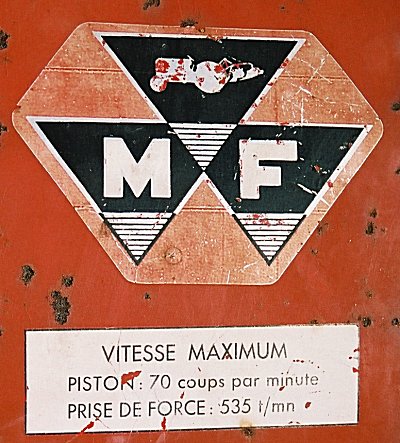 M F
VITESSE MAXIMUM
PISTON: 70 coups par minute
PRISE DE FORCE: 535 t/mn